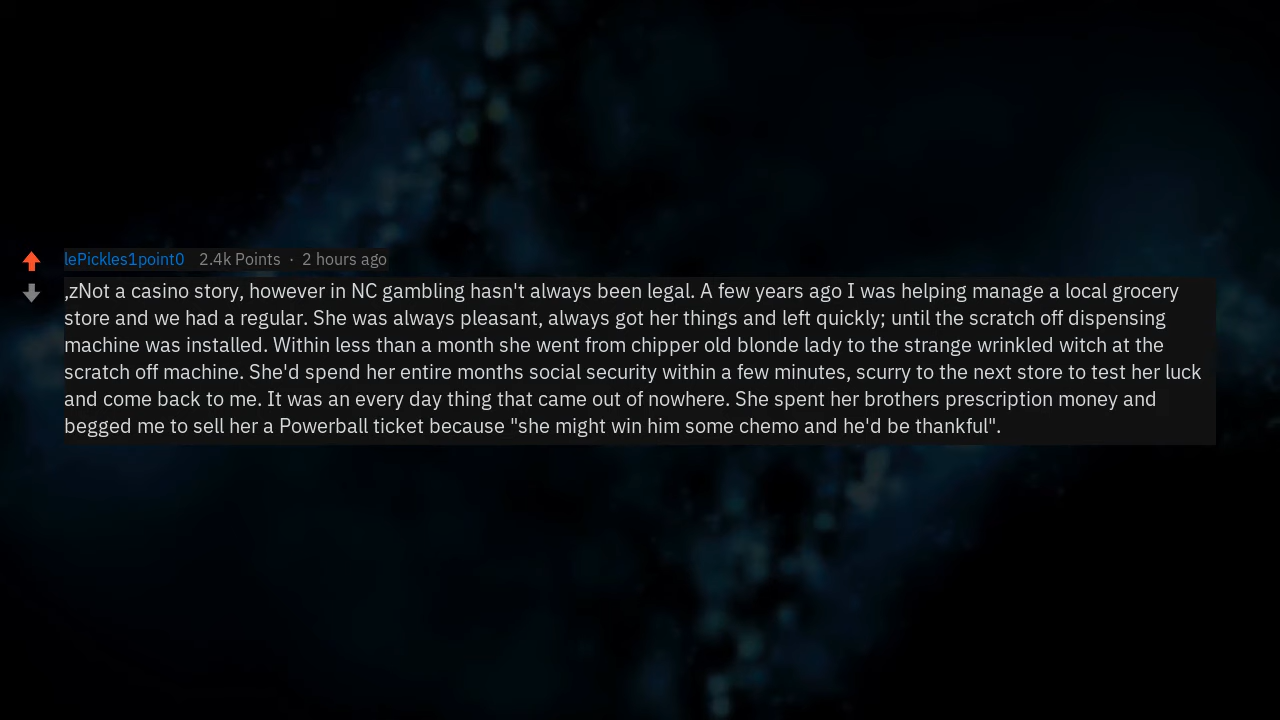 lePickles1point0 2.4k Points · 2 hours ago
,zNot a casino story, however in NC gambling hasn't always been legal. A few years ago I was helping manage a local grocery
store and we had a regular. She was always pleasant, always got her things and left quickly; until the scratch off dispensing
machine was installed. Within less than a month she went from chipper old blonde lady to the strange wrinkled witch at the
scratch off machine. She'd spend her entire months social security within a few minutes, scurry to the next store to test her luck
and come back to me. It was an every day thing that came out of nowhere. She spent her brothers prescription money and
begged me to sell her a Powerball ticket because "she might win him some chemo and he'd be thankful".